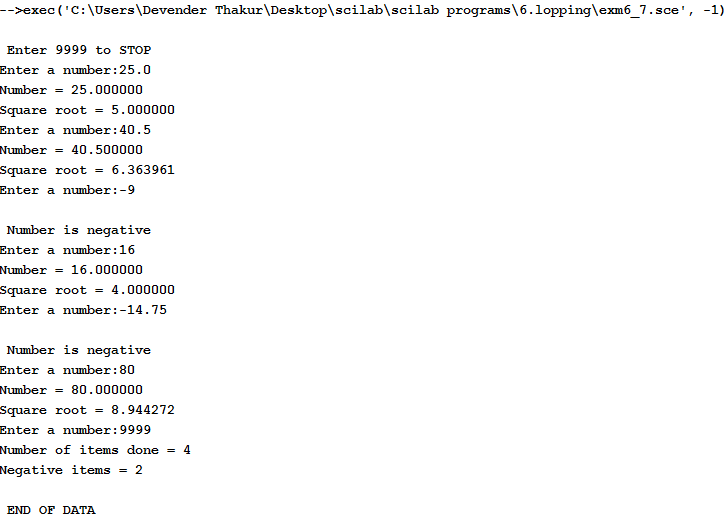 -->exec('C:\Users\Devender Thakur\Desktop\scilab\scilab programs\6.lopping\exm6_7.sce', -1)
Enter 9999 to STOP
Enter a number:25.0
Number = 25.000000
Square root = 5.000000
Enter a number:40.5
Number = 40.500000
Square root = 6.363961
Enter a number:-9
Number is negative
Enter a number:16
Number = 16.000000
Square root = 4.000000
Enter a number:-14.75
Number is negative
Enter a number:80
Number = 80.000000
Square root = 8.944272
Enter a number:9999
Number of items done = 4
Negative items = 2
END OF DATA